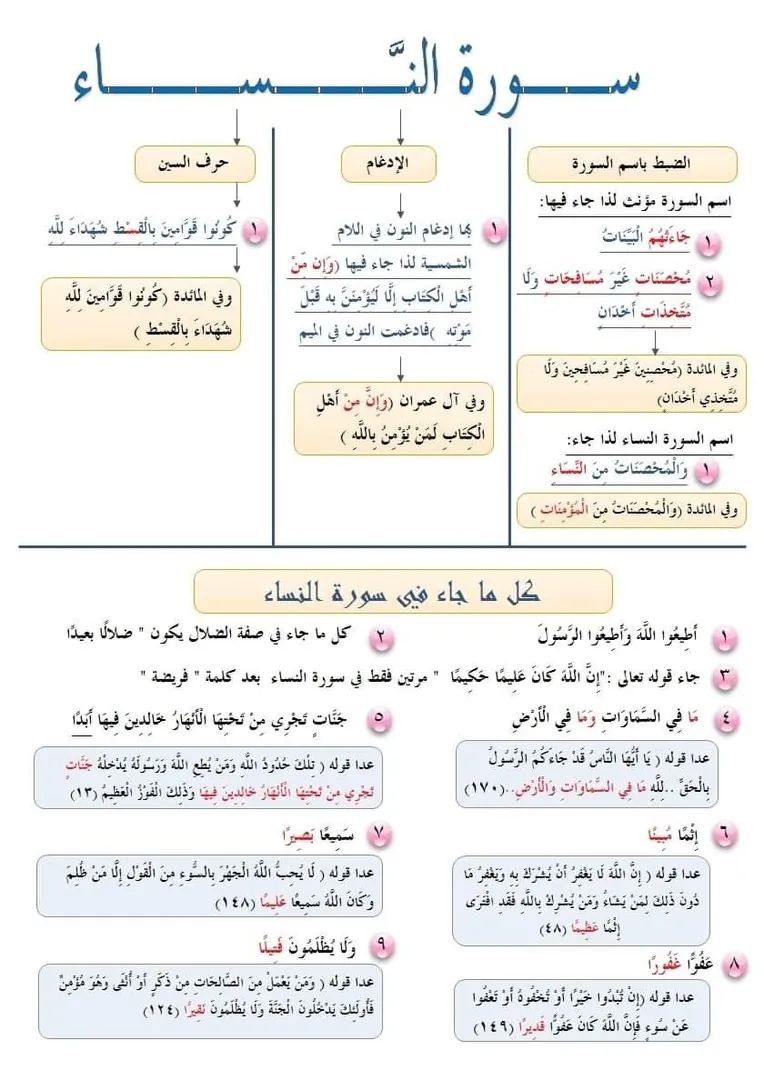 سورة النَّساء
الضبط باسم السورة
اسم السورة مؤنث لذا جاء فيها:
١ جَاءَتْهُمُ الْبَيِّنَاتُ
٢ مُحْصَنَاتٍ غَيْرَ مُسَافِحَاتٍ وَلَا
مُتَّخِذَاتِ أَخْدَانٍ
وفي المائدة (مُحْصِنِينَ غَيْرَ مُسَافِحِينَ وَلَا
مُتَّخِذِي أَخْدَانٍ)
اسم السورة النساء لذا جاء:
١ وَالْمُحْصَنَاتُ مِنَ النِّسَاءِ
وفي المائدة (وَالْمُحْصَنَاتُ مِنَ الْمُؤْمِنَاتِ )
الإدغام
١ بها إدغام النون في اللام
الشمسية لذا جاء فيها (وَإِن مِّنْ
أَهْلِ الْكِتَابِ إِلَّا لَيُؤْمِنَنَّ بِهِ قَبْلَ
مَوْتِهِ )فادغمت النون في الميم
وفي آل عمران (وَإِنَّ مِنْ أَهْلِ
الْكِتَابِ لَمَنْ يُؤْمِنُ بِاللَّهِ )
حرف السين
١ كُونُوا قَوَّامِينَ بِالْقِسْطِ شُهَدَاءَ لِلَّهِ
وفي المائدة (كُونُوا قَوَّامِينَ لِلَّهِ
شُهَدَاءَ بِالْقِسْطِ )
كل ما جاء في سورة النساء
١ أَطِيعُوا اللَّهَ وَأَطِيعُوا الرَّسُولَ
٢ كل ما جاء في صفة الضلال يكون " ضلالًا بعيدًا
٣ جاء قوله تعالى :"إِنَّ اللَّهَ كَانَ عَلِيمًا حَكِيمًا " مرتين فقط في سورة النساء بعد كلمة " فريضة "
٤ مَا فِي السَّمَاوَاتِ وَمَا فِي الْأَرْضِ
عدا قوله ( يَا أَيُّهَا النَّاسُ قَدْ جَاءَكُمُ الرَّسُولُ
بِالْحَقِّ ..لِلَّهِ مَا فِي السَّمَاوَاتِ وَالْأَرْضِ..(١٧٠)
٥ جَنَّاتٍ تَجْرِي مِنْ تَحْتِهَا الْأَنْهَارُ خَالِدِينَ فِيهَا أَبَدًا
عدا قوله ( تِلْكَ حُدُودُ اللَّهِ وَمَنْ يُطِعِ اللَّهَ وَرَسُولَهُ يُدْخِلْهُ جَنَّاتٍ
تَجْرِي مِنْ تَحْتِهَا الْأَنْهَارُ خَالِدِينَ فِيهَا وَذَلِكَ الْفَوْزُ الْعَظِيمُ (١٣)
٦ إِثْمًا مُبِينًا
عدا قوله ( إِنَّ اللَّهَ لَا يَغْفِرُ أَنْ يُشْرَكَ بِهِ وَيَغْفِرُ مَا
دُونَ ذَلِكَ لِمَنْ يَشَاءُ وَمَنْ يُشْرِكْ بِاللَّهِ فَقَدِ افْتَرَى
إِثْمًا عَظِيمًا (٤٨)
٧ سَمِيعًا بَصِيرًا
عدا قوله ( لَا يُحِبُّ اللَّهُ الْجَهْرَ بِالسُّوءِ مِنَ الْقَوْلِ إِلَّا مَنْ ظُلِمَ
وَكَانَ اللَّهُ سَمِيعًا عَلِيمًا (١٤٨)
٨ عَفُوًّا غَفُورًا
عدا قوله (إِنْ تُبْدُوا خَيْرًا أَوْ تُخْفُوهُ أَوْ تَعْفُوا
عَنْ سُوءٍ فَإِنَّ اللَّهَ كَانَ عَفُوًّا قَدِيرًا (١٤٩)
٩ وَلَا يُظْلَمُونَ فَتِيلًا
عدا قوله ( وَمَنْ يَعْمَلْ مِنَ الصَّالِحَاتِ مِنْ ذَكَرٍ أَوْ أُنْثَى وَهُوَ مُؤْمِنٌ
فَأُولَئِكَ يَدْخُلُونَ الْجَنَّةَ وَلَا يُظْلَمُونَ نَقِيرًا (١٢٤)